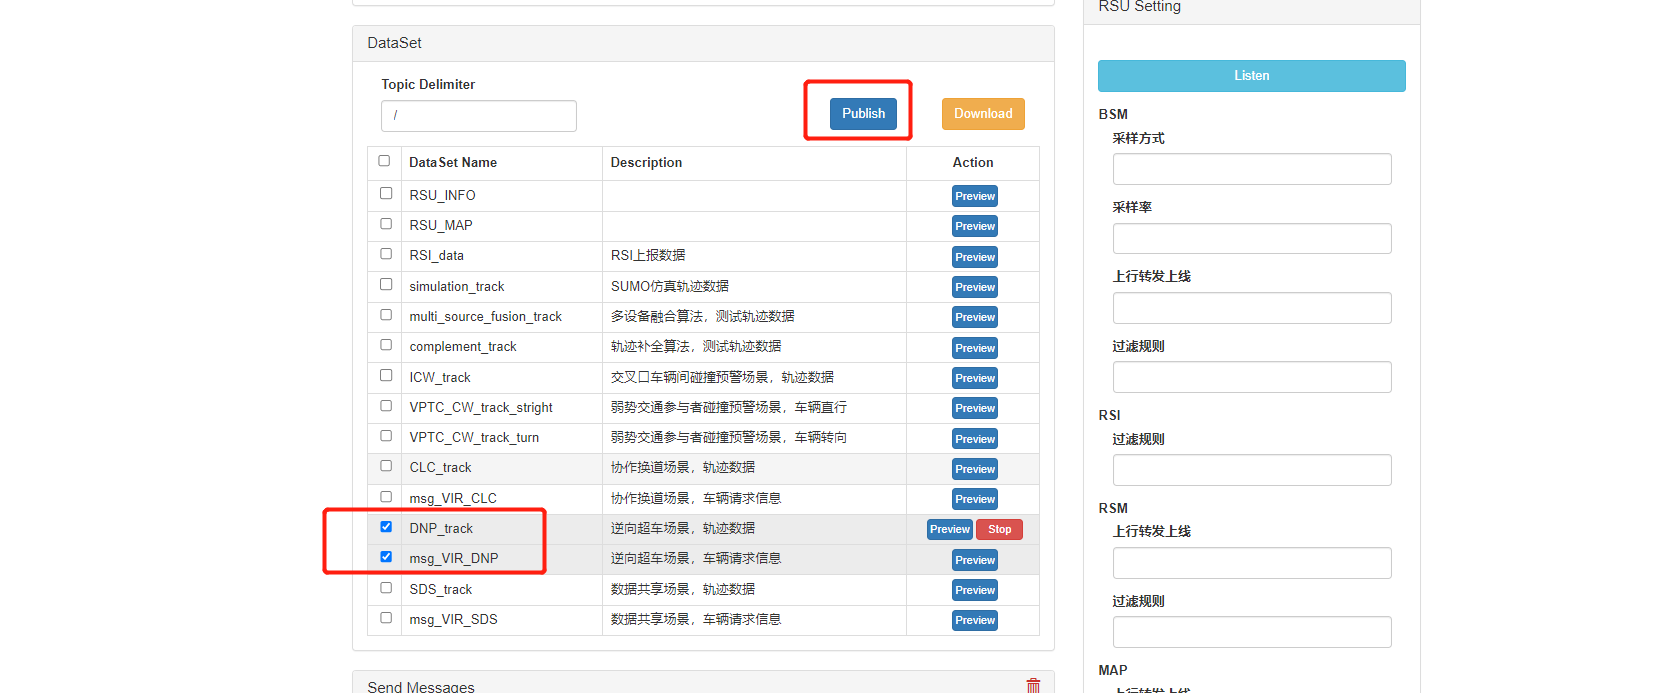 DataSet
Topic Delimiter
/
Publish
Download
DataSet Name Description Action
RSU_INFO Preview
RSU_MAP Preview
RSI_data RSI上报数据 Preview
simulation_track SUMO仿真轨迹数据 Preview
multi_source_fusion_track 多设备融合算法，测试轨迹数据 Preview
complement_track 轨迹补全算法，测试轨迹数据 Preview
ICW_track 交叉口车辆间碰撞预警场景，轨迹数据 Preview
VPTC_CW_track_stright 弱势交通参与者碰撞预警场景，车辆直行 Preview
VPTC_CW_track_turn 弱势交通参与者碰撞预警场景，车辆转向 Preview
CLC_track 协作换道场景，轨迹数据 Preview
msg_VIR_CLC 协作换道场景，车辆请求信息 Preview
DNP_track 逆向超车场景，轨迹数据 Preview Stop
msg_VIR_DNP 逆向超车场景，车辆请求信息 Preview
SDS_track 数据共享场景，轨迹数据 Preview
msg_VIR_SDS 数据共享场景，车辆请求信息 Preview
Send Messages
RSU Setting
Listen
BSM
采样方式
采样率
上行转发上线
过滤规则
RSI
过滤规则
RSM
上行转发上线
过滤规则
MAP
上行转发上线